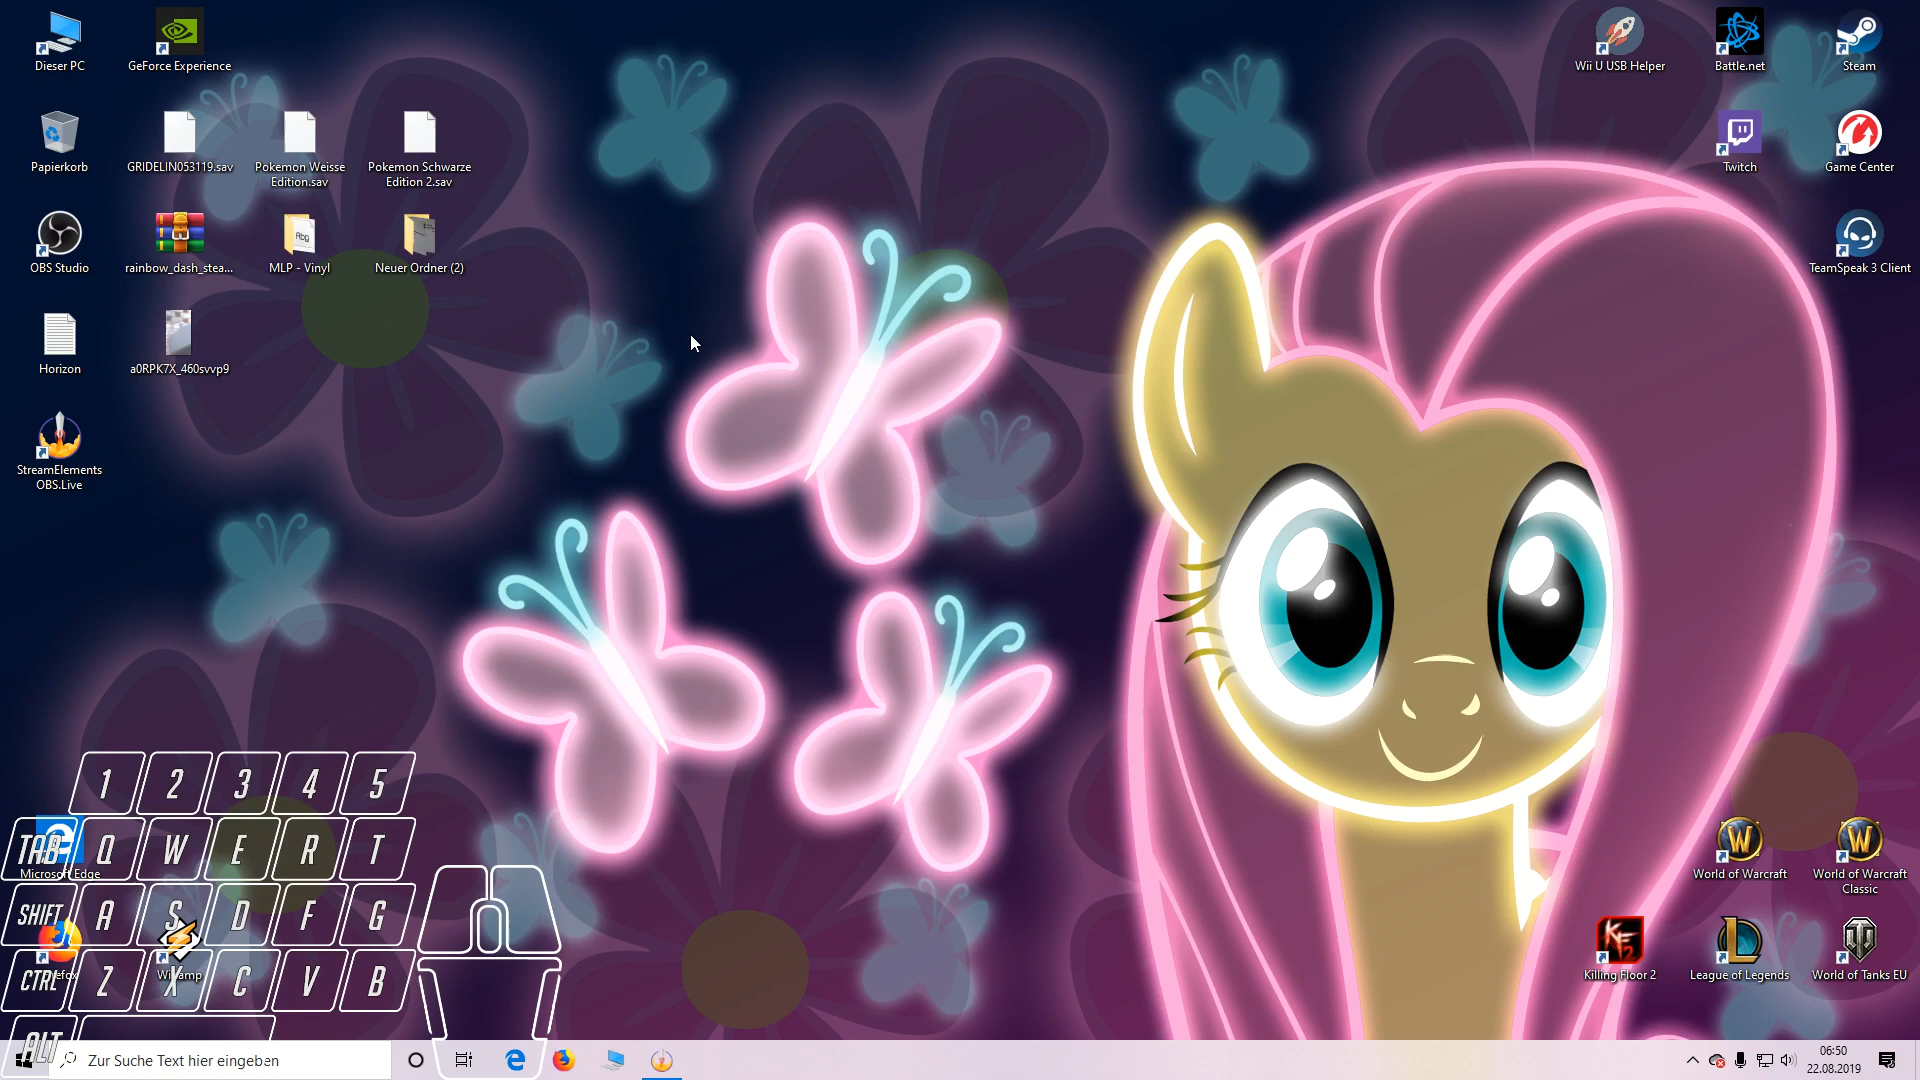 Dieser PC
GeForce Experience
Wii U USB Helper
Battle.net
Steam
Papierkorb
GRIDELIN053119.sav
Pokemon Weisse
Edition.sav
Pokemon Schwarze
Edition 2.sav
Twitch
Game Center
OBS Studio
rainbow_dash_stea...
Abg
MLP - Vinyl
Neuer Ordner (2)
TeamSpeak 3 Client
Horizon
a0RPK7X_460svvp9
StreamElements
OBS.Live
1
2
3
4
5
TAB
Q
W
E
R
T
Microsoft Edge
World of Warcraft
World of Warcraft
Classic
SHIFT
A
S
D
F
G
Firefox
Winamp
CTRL
Z
X
C
V
B
KF2
Killing Floor 2
League of Legends
World of Tanks EU
ALT
Zur Suche Text hier eingeben
06:50
22.08.2019